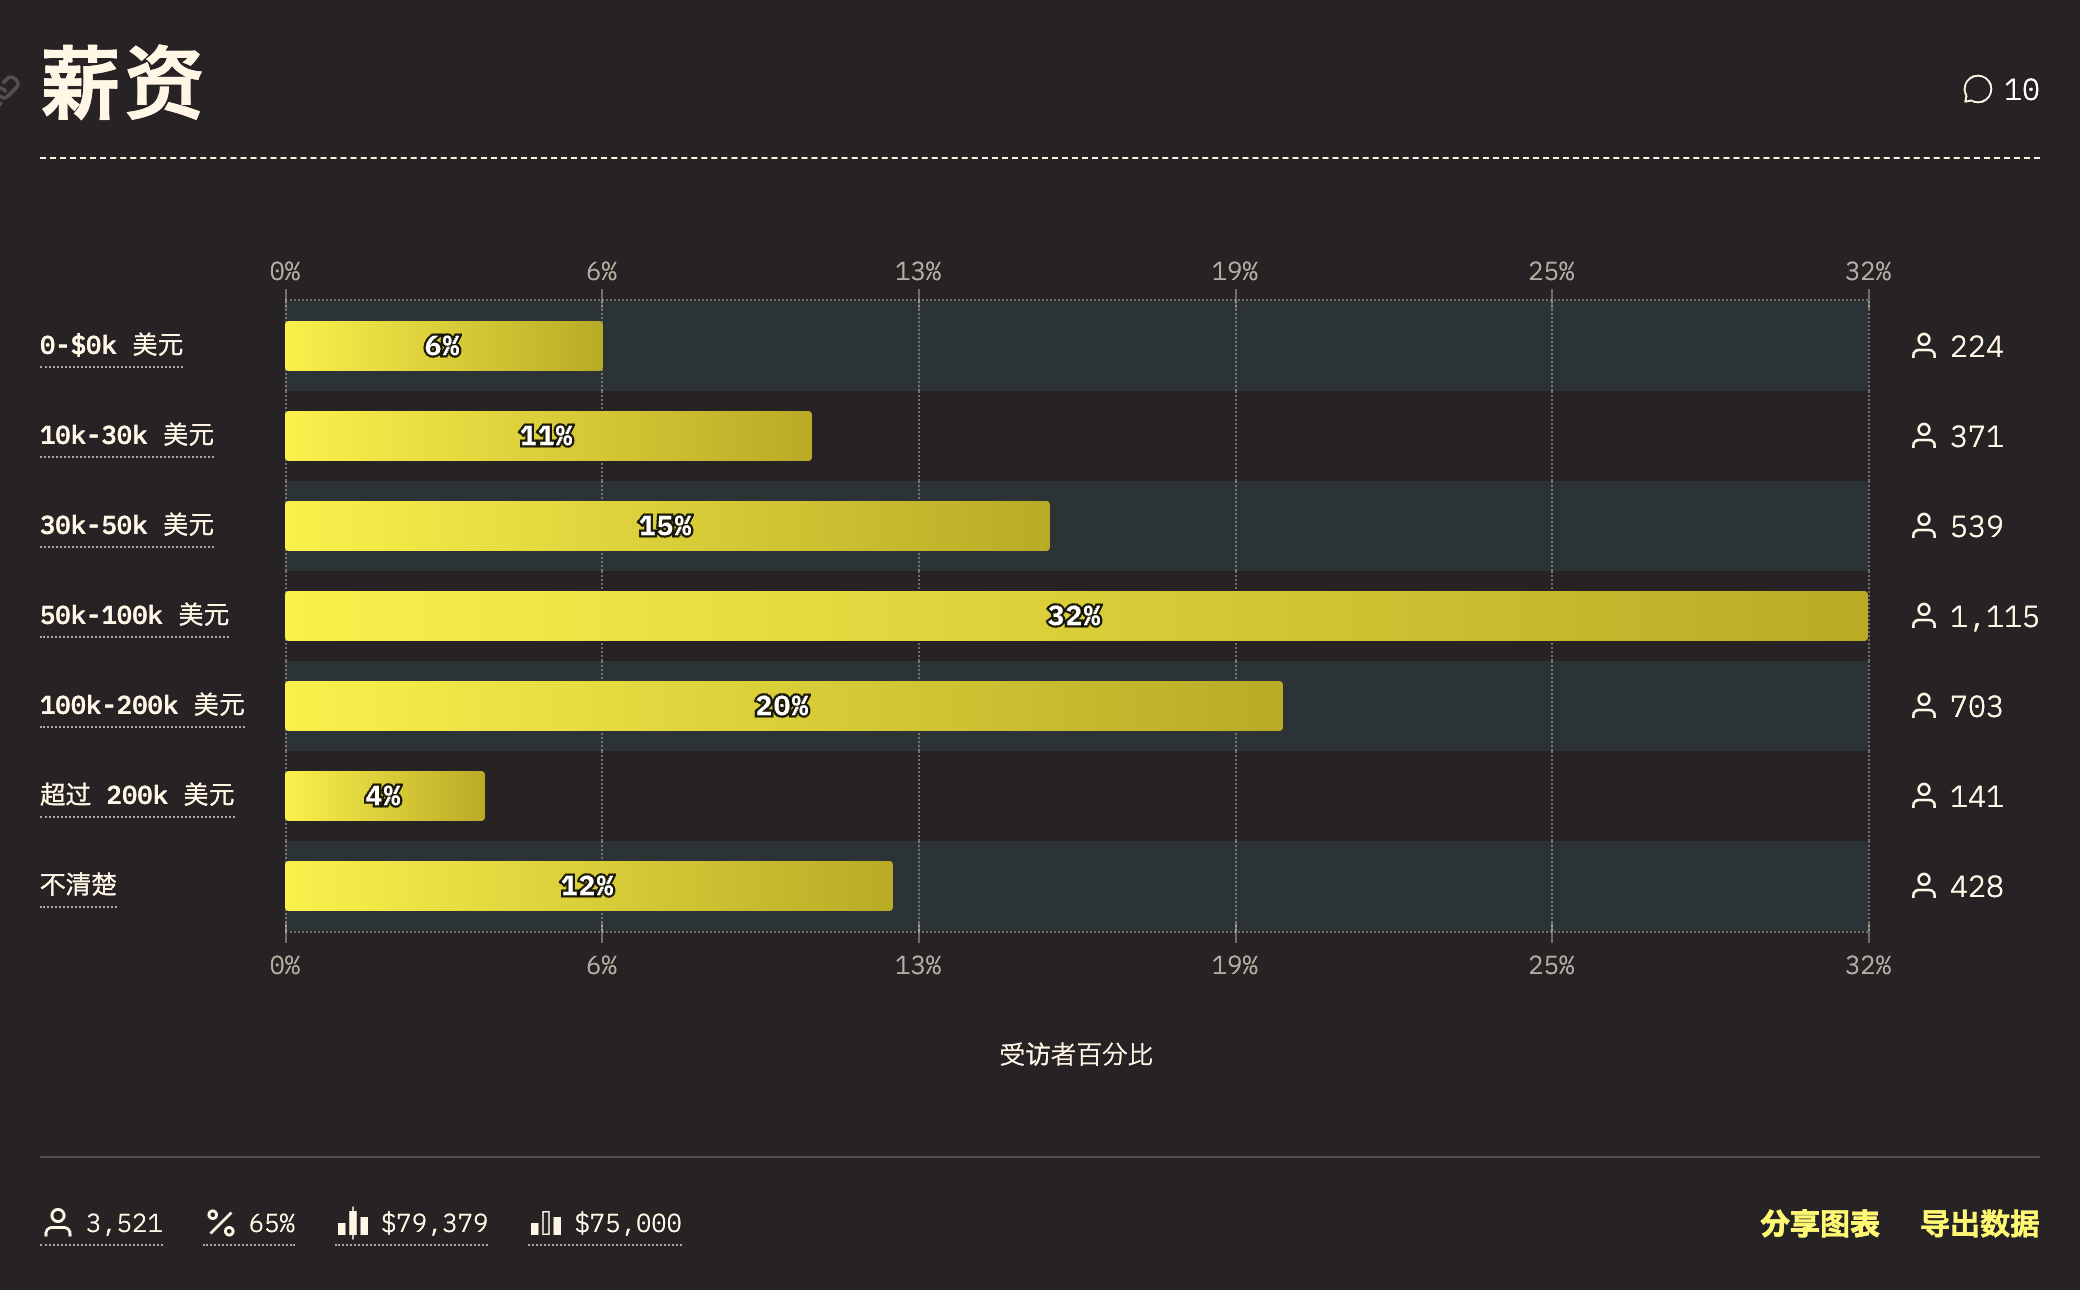 薪资
10
0% 6% 13% 19% 25% 32%
0-$0k 美元 6% 224
10k-30k 美元 11% 371
30k-50k 美元 15% 539
50k-100k 美元 32% 1,115
100k-200k 美元 20% 703
超过 200k 美元 4% 141
不清楚 12% 428
0% 6% 13% 19% 25% 32%
受访者百分比
3,521 65% $79,379 $75,000 分享图表 导出数据